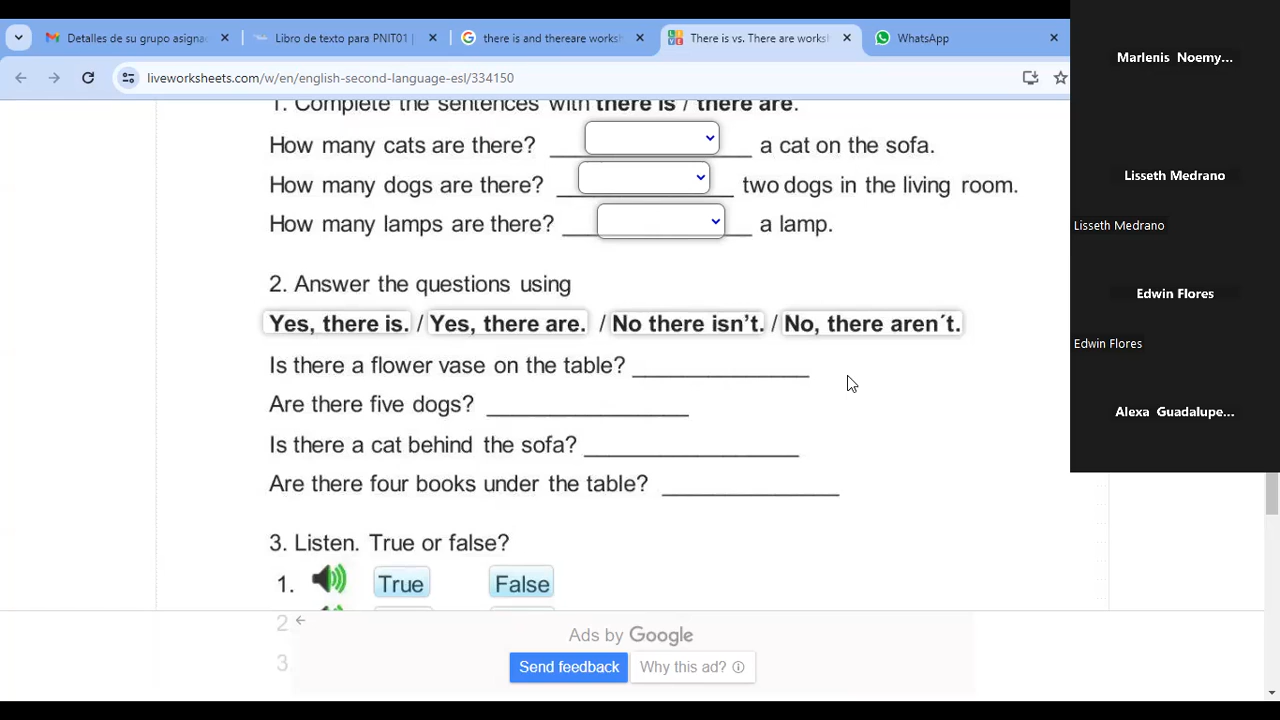 Detalles de su grupo asigna
Libro de texto para PNIT01 |
there is and thereare worksh
There is vs. There are works
WhatsApp
liveworksheets.com/w/en/english-second-language-esl/334150
1. Complete the sentences with there is / there are.
How many cats are there? a cat on the sofa.
How many dogs are there? two dogs in the living room.
How many lamps are there? a lamp.
2. Answer the questions using
Yes, there is. / Yes, there are. / No there isn't. / No, there aren´t.
Is there a flower vase on the table? ______________
Are there five dogs? ________________
Is there a cat behind the sofa? _________________
Are there four books under the table? ______________
3. Listen. True or false?
1. True False
2
3
Ads by Google
Send feedback Why this ad?
Marlenis Noemy...
Lisseth Medrano
Lisseth Medrano
Edwin Flores
Edwin Flores
Alexa Guadalupe...